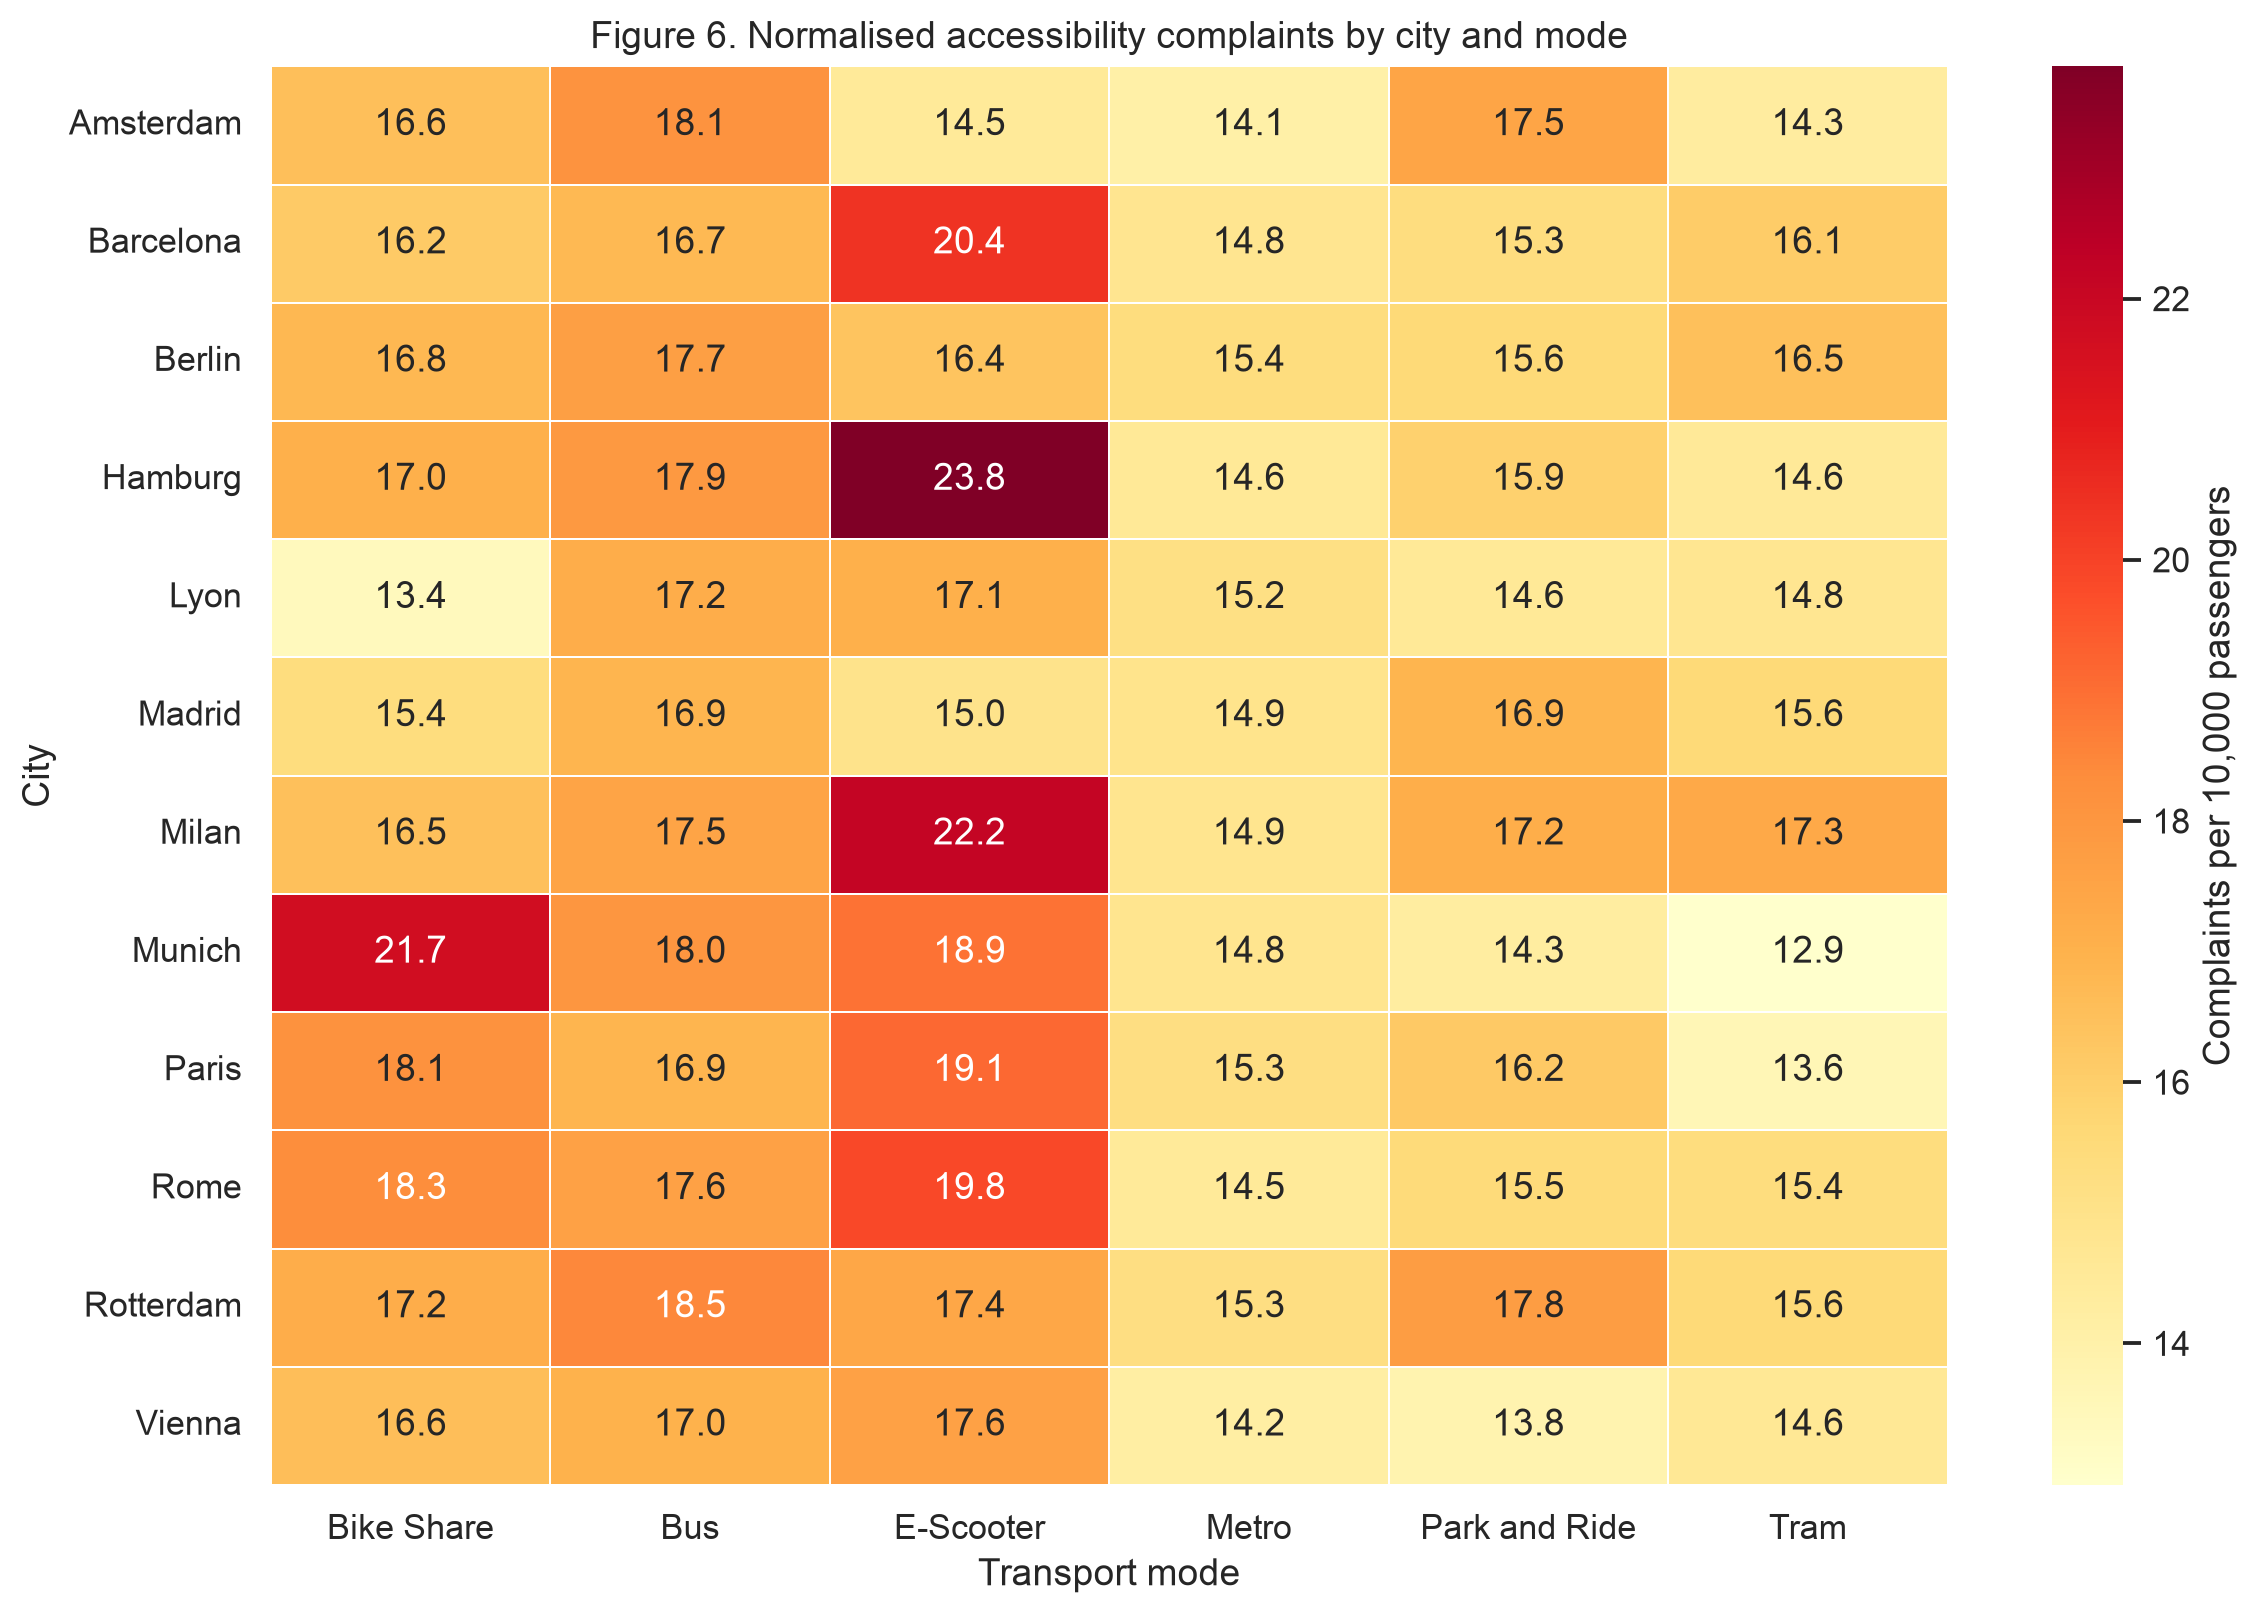 Figure 6. Normalised accessibility complaints by city and mode
Amsterdam 16.6 18.1 14.5 14.1 17.5 14.3
Barcelona 16.2 16.7 20.4 14.8 15.3 16.1
Berlin 16.8 17.7 16.4 15.4 15.6 16.5
Hamburg 17.0 17.9 23.8 14.6 15.9 14.6
Lyon 13.4 17.2 17.1 15.2 14.6 14.8
Madrid 15.4 16.9 15.0 14.9 16.9 15.6
Milan 16.5 17.5 22.2 14.9 17.2 17.3
Munich 21.7 18.0 18.9 14.8 14.3 12.9
Paris 18.1 16.9 19.1 15.3 16.2 13.6
Rome 18.3 17.6 19.8 14.5 15.5 15.4
Rotterdam 17.2 18.5 17.4 15.3 17.8 15.6
Vienna 16.6 17.0 17.6 14.2 13.8 14.6
Bike Share Bus E-Scooter Metro Park and Ride Tram
Transport mode
City
22
20
18
16
14
Complaints per 10,000 passengers